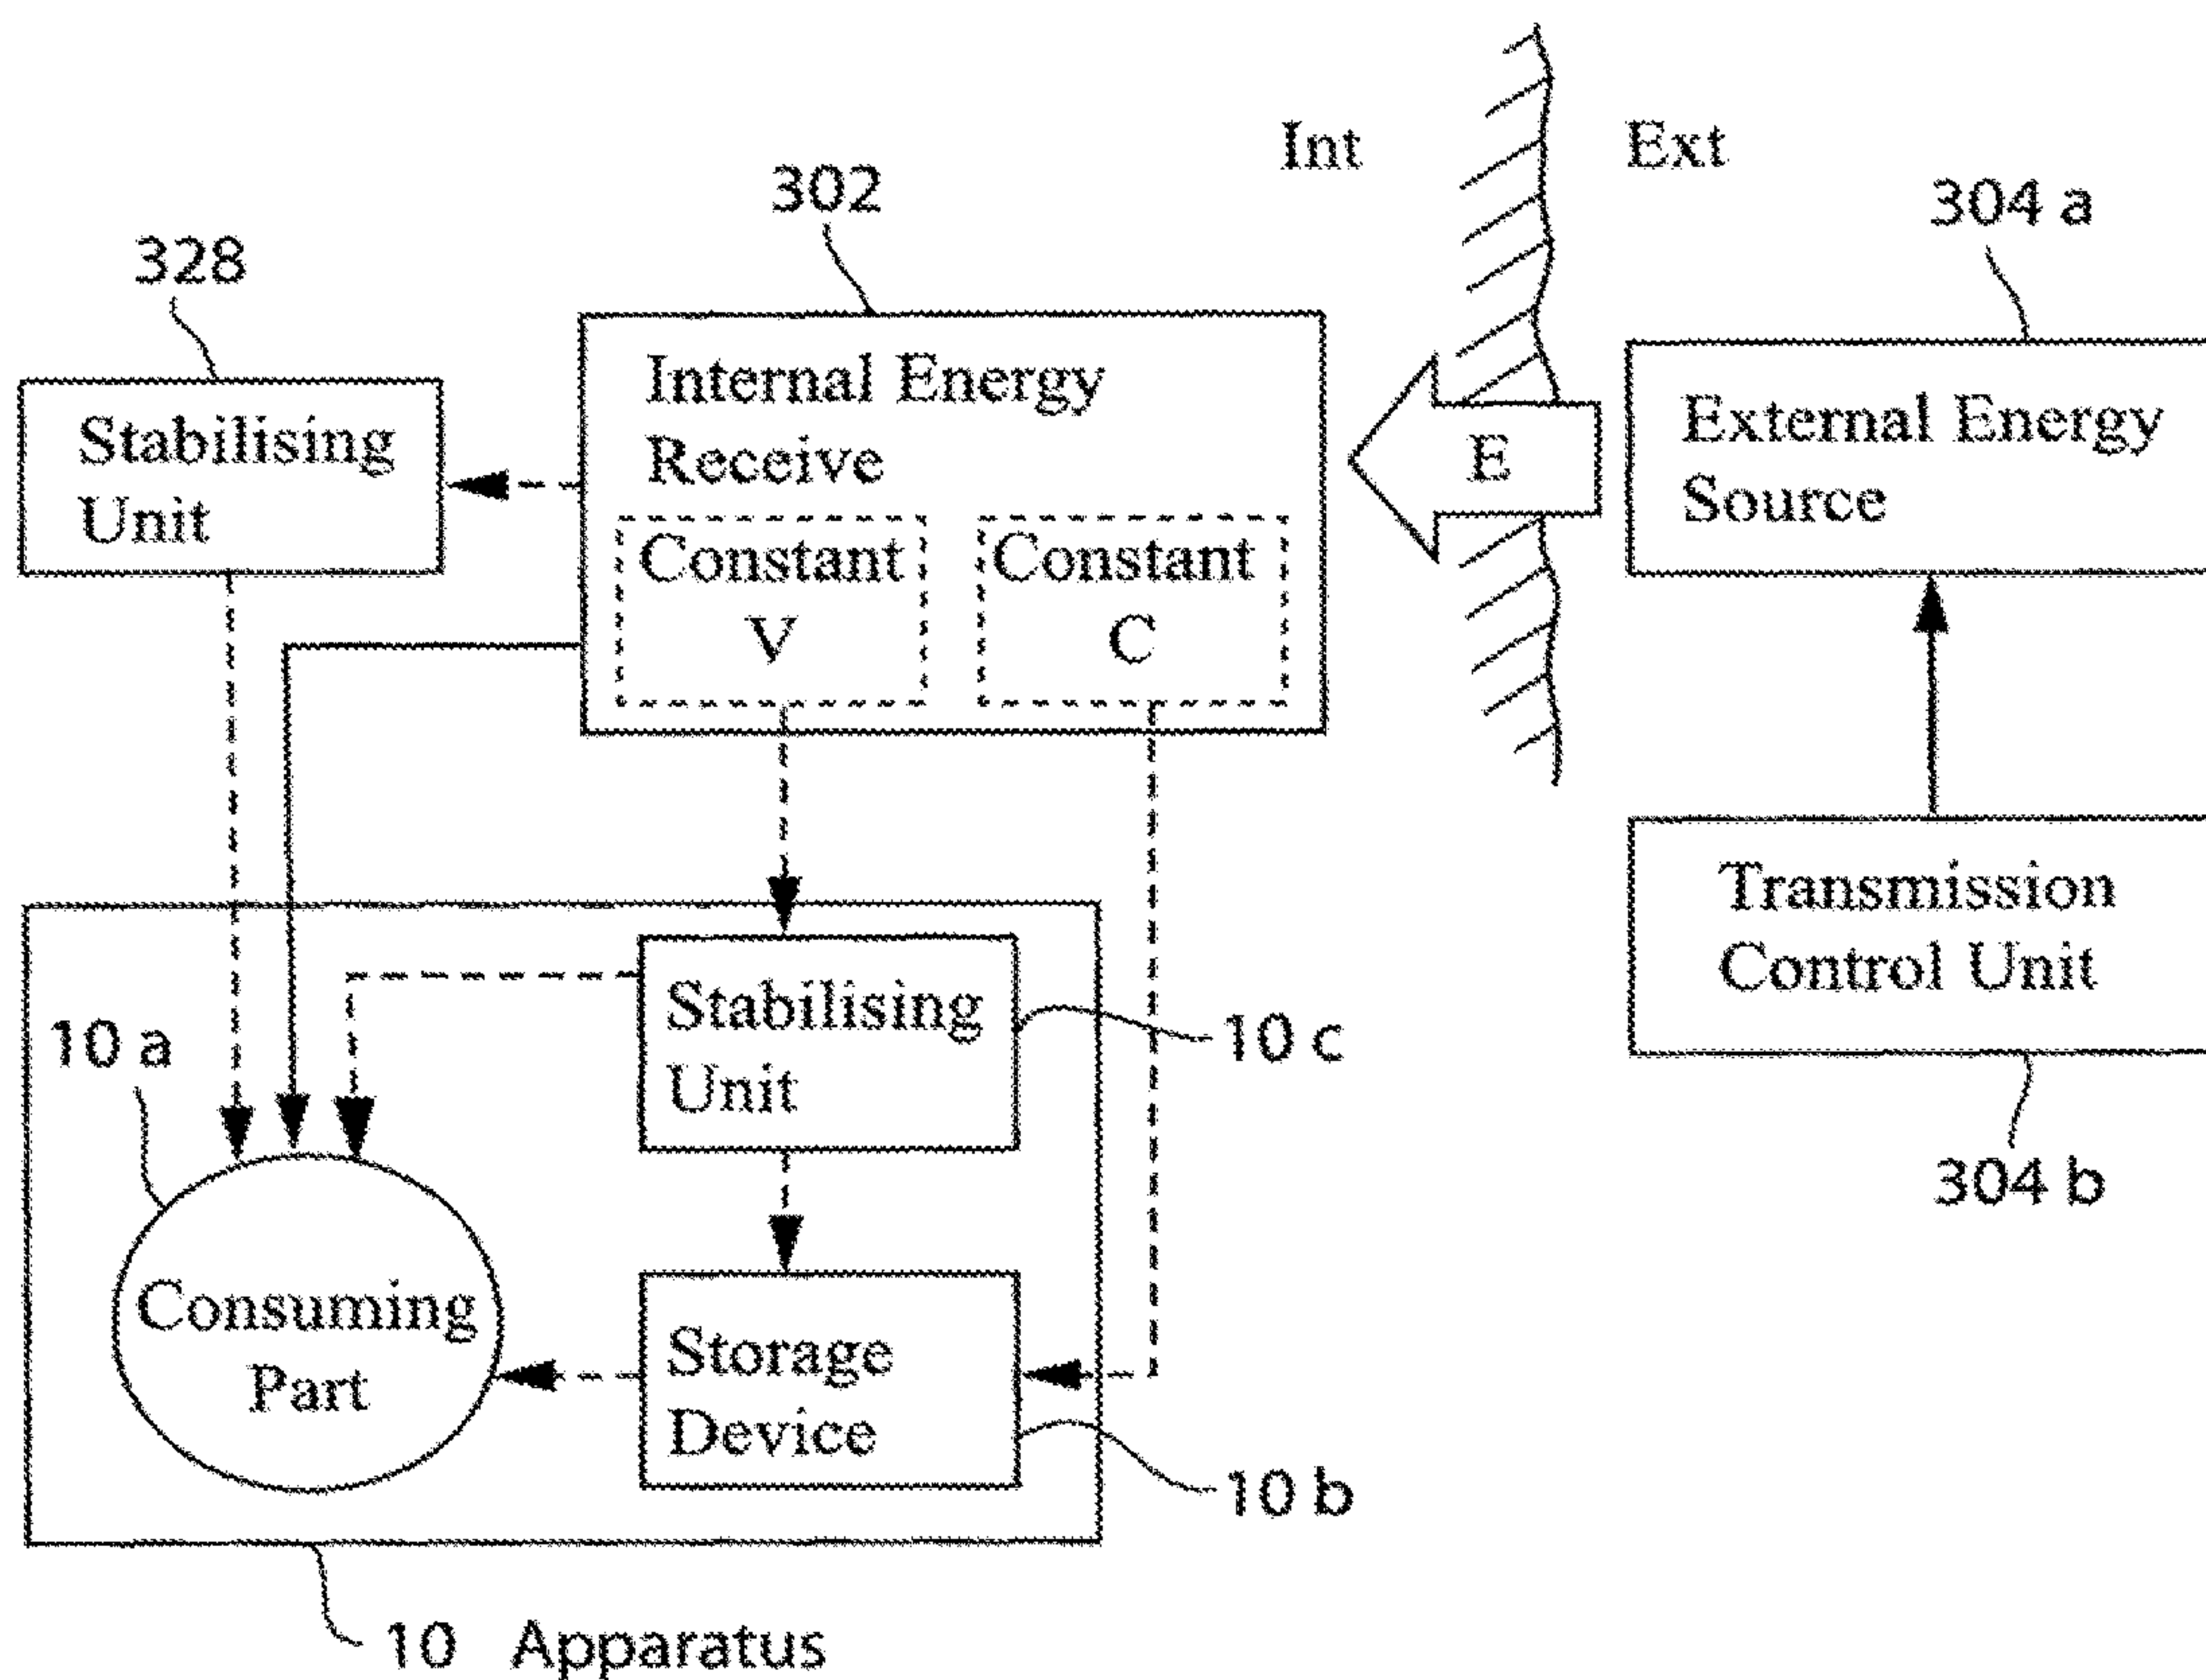 Int
Ext
302
304 a
328
Internal Energy
Receive
External Energy
Source
Stabilising
Unit
E
Constant
V
Constant
C
Transmission
Control Unit
Stabilising
Unit
10 a
10 c
304 b
Consuming
Part
Storage
Device
10 b
10 Apparatus